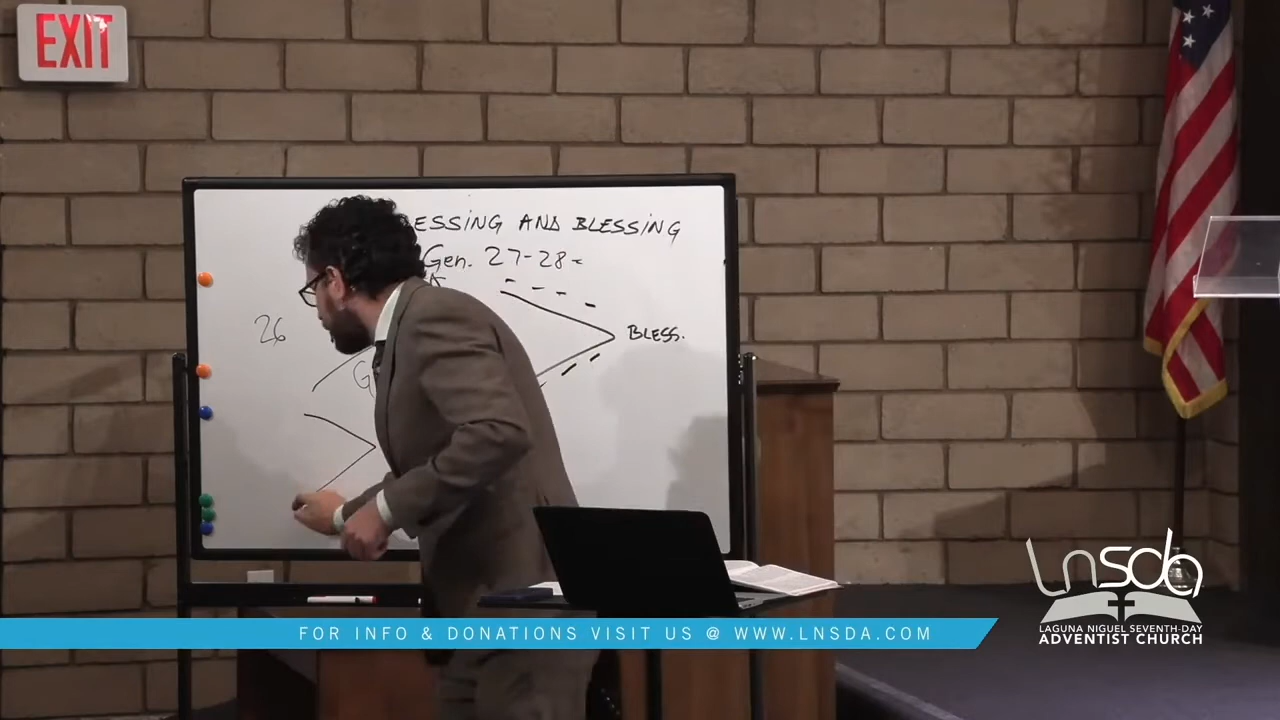 EXIT
ESSING AND BLESSING
Gen. 27-28-
26
BLESS.
G
lnsda
LAGUNA NIGUEL SEVENTH-DAY
ADVENTIST CHURCH
FOR INFO & DONATIONS VISIT US @ WWW.LNSDA.COM